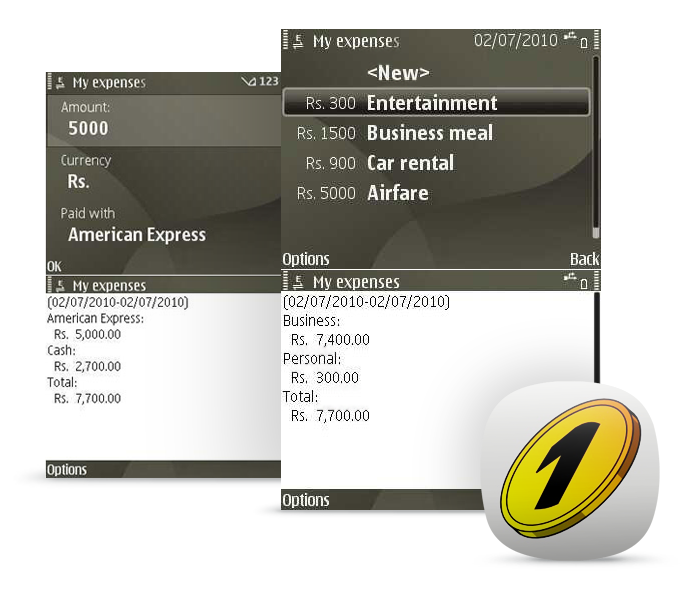 My expenses
123
Amount:
5000
Currency
Rs.
Paid with
American Express
OK
My expenses
(02/07/2010-02/07/2010)
American Express:
Rs. 5,000.00
Cash:
Rs. 2,700.00
Total:
Rs. 7,700.00
Options
My expenses 02/07/2010
<New>
Rs. 300 Entertainment
Rs. 1500 Business meal
Rs. 900 Car rental
Rs. 5000 Airfare
Options Back
My expenses
(02/07/2010-02/07/2010)
Business:
Rs. 7,400.00
Personal:
Rs. 300.00
Total:
Rs. 7,700.00
Options
1